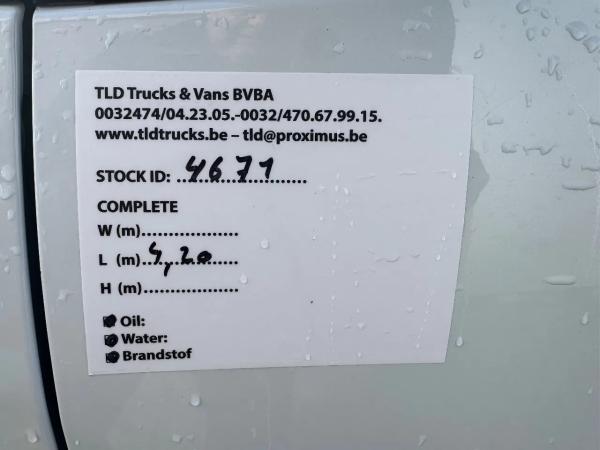 TLD Trucks & Vans BVBA
0032474/04.23.05.-0032/470.67.99.15.
www.tldtrucks.be – tld@proximus.be
STOCK ID: ...4671...
COMPLETE
W (m)..................
L (m)...4,20...
H (m)..................
Oil:
Water:
Brandstof